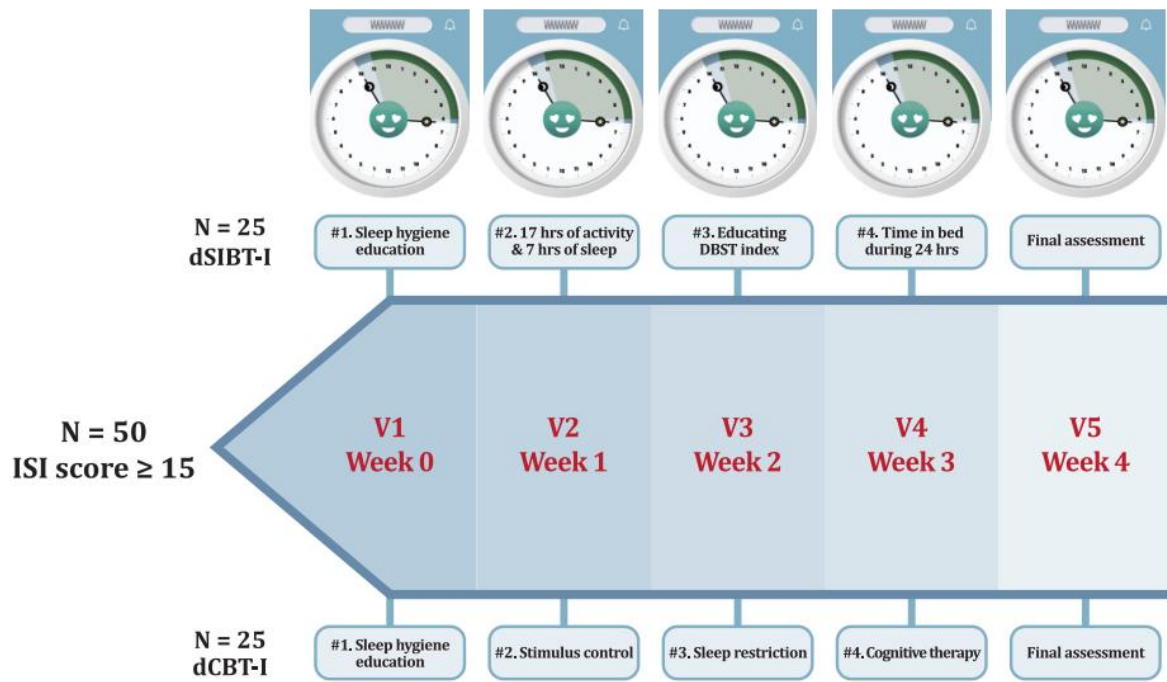 N = 25
dSIBT-I
#1. Sleep hygiene
education
#2. 17 hrs of activity
& 7 hrs of sleep
#3. Educating
DBST index
#4. Time in bed
during 24 hrs
Final assessment
N = 50
ISI score ≥ 15
V1
Week 0
V2
Week 1
V3
Week 2
V4
Week 3
V5
Week 4
N = 25
dCBT-I
#1. Sleep hygiene
education
#2. Stimulus control
#3. Sleep restriction
#4. Cognitive therapy
Final assessment